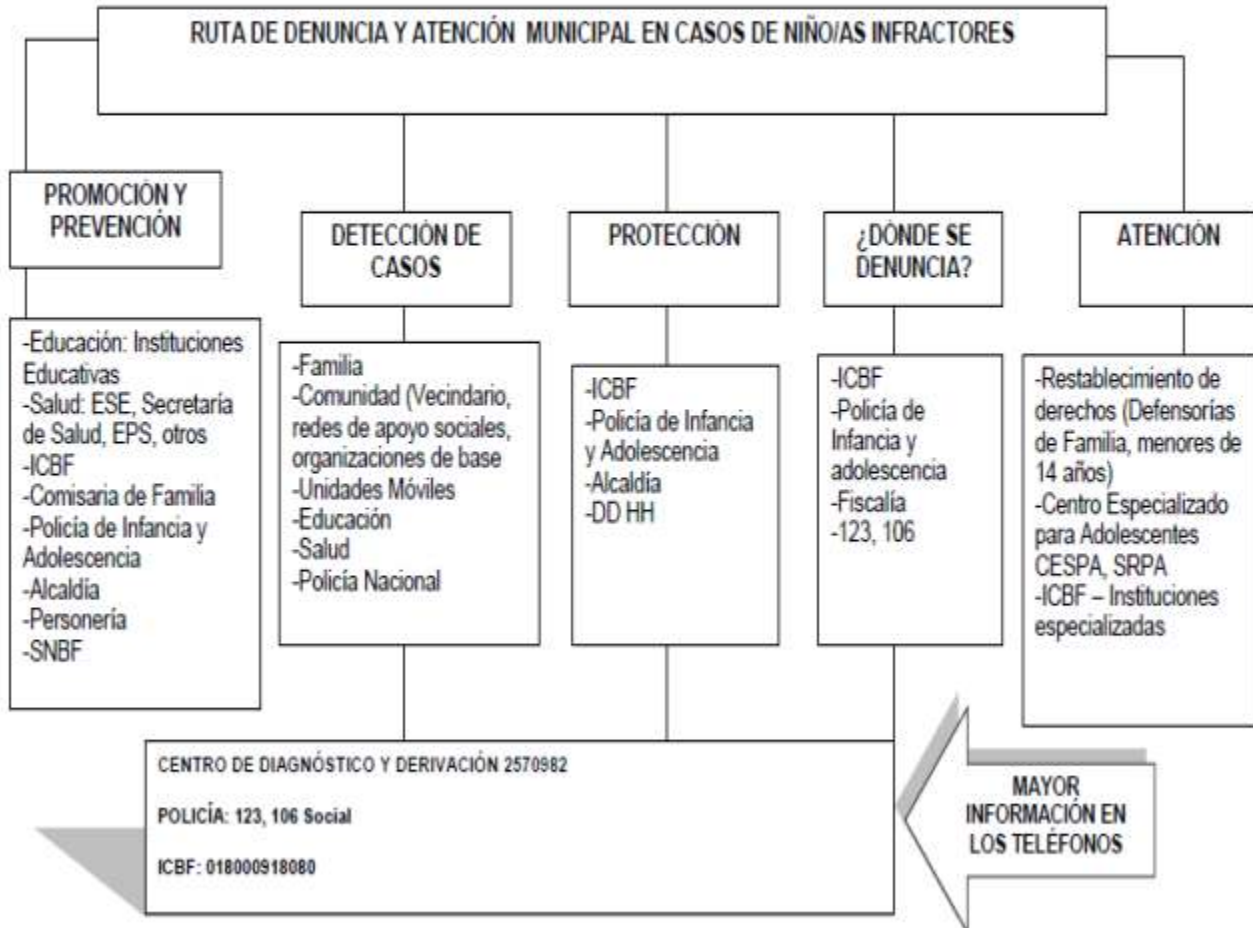 RUTA DE DENUNCIA Y ATENCIÓN MUNICIPAL EN CASOS DE NIÑO/AS INFRACTORES
PROMOCIÓN Y
PREVENCIÓN
-Educación: Instituciones
Educativas
-Salud: ESE, Secretaría
de Salud, EPS, otros
-ICBF
-Comisaria de Familia
-Policía de Infancia y
Adolescencia
-Alcaldía
-Personería
-SNBF
DETECCIÓN DE
CASOS
-Familia
-Comunidad (Vecindario,
redes de apoyo sociales,
organizaciones de base
-Unidades Móviles
-Educación
-Salud
-Policía Nacional
PROTECCIÓN
-ICBF
-Policía de Infancia
y Adolescencia
-Alcaldía
-DD HH
¿DÓNDE SE
DENUNCIA?
-ICBF
-Policía de
Infancia y
adolescencia
-Fiscalía
-123, 106
ATENCIÓN
-Restablecimiento de
derechos (Defensorías
de Familia, menores de
14 años)
-Centro Especializado
para Adolescentes
CESPA, SRPA
-ICBF – Instituciones
especializadas
CENTRO DE DIAGNÓSTICO Y DERIVACIÓN 2570982
POLICÍA: 123, 106 Social
ICBF: 018000918080
MAYOR
INFORMACIÓN EN
LOS TELÉFONOS